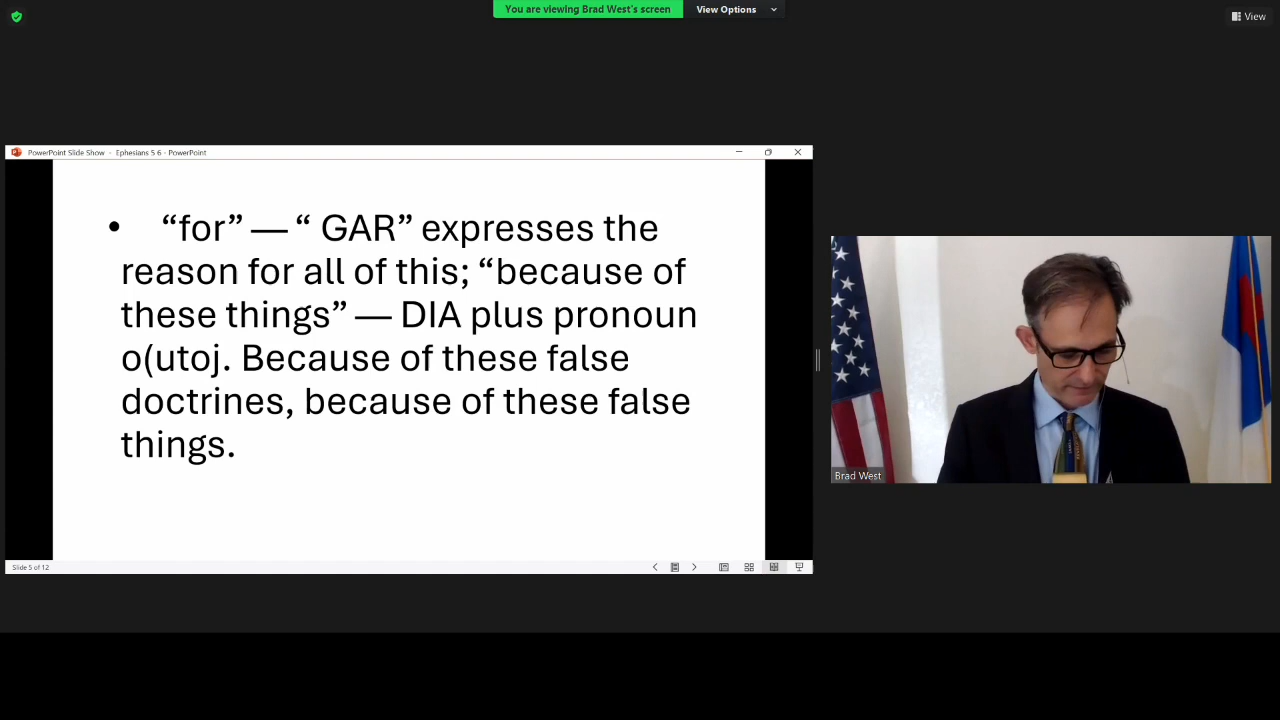 You are viewing Brad West's screen
View Options
View
PowerPoint Slide Show - Ephesians 5 6 - PowerPoint
• “for” — “ GAR” expresses the
reason for all of this; “because of
these things” — DIA plus pronoun
o(utoj. Because of these false
doctrines, because of these false
things.
Brad West
Slide 5 of 12